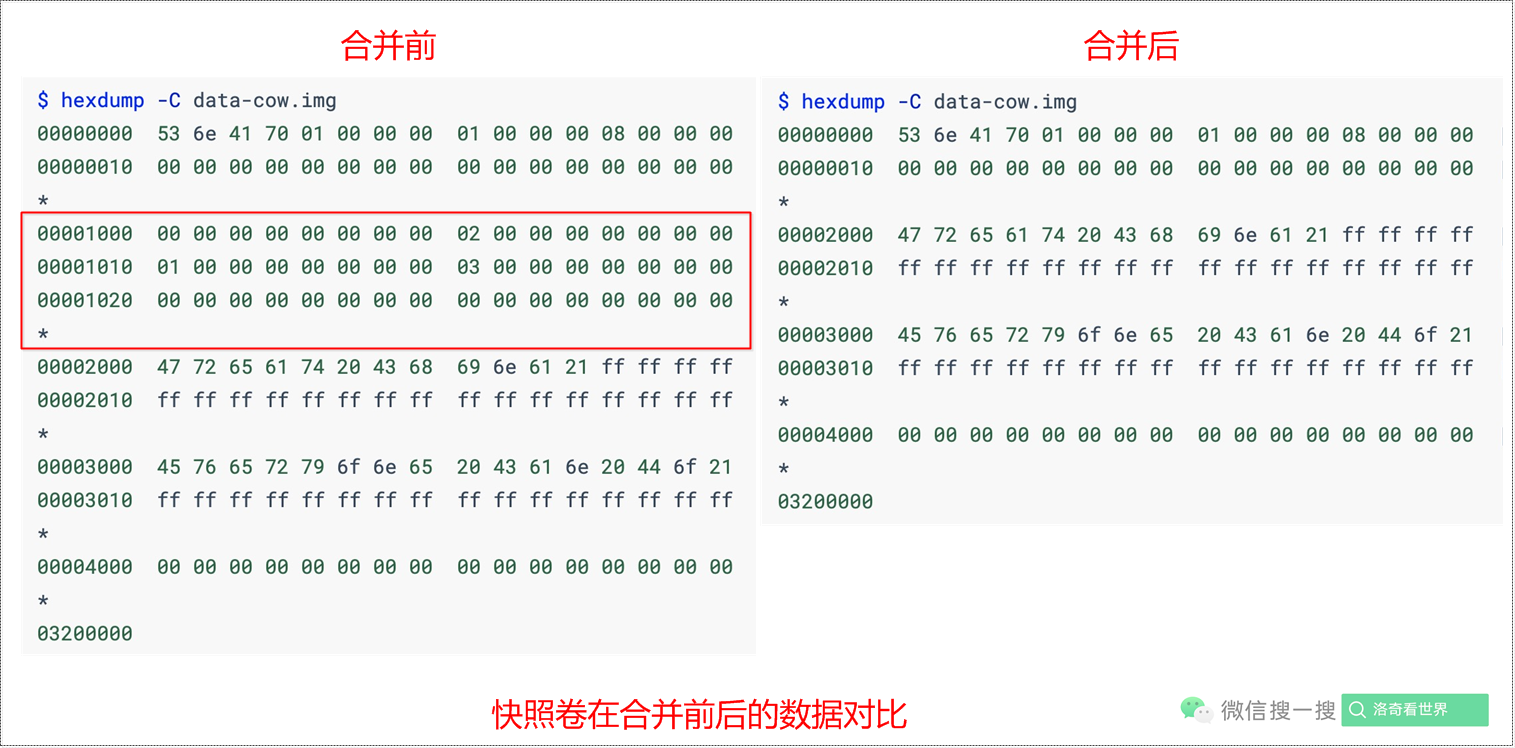 合并前
$ hexdump -C data-cow.img
00000000  53 6e 41 70 01 00 00 00  01 00 00 00 08 00 00 00
00000010  00 00 00 00 00 00 00 00  00 00 00 00 00 00 00 00
*
00001000  00 00 00 00 00 00 00 00  02 00 00 00 00 00 00 00
00001010  01 00 00 00 00 00 00 00  03 00 00 00 00 00 00 00
00001020  00 00 00 00 00 00 00 00  00 00 00 00 00 00 00 00
*
00002000  47 72 65 61 74 20 43 68  69 6e 61 21 ff ff ff ff
00002010  ff ff ff ff ff ff ff ff  ff ff ff ff ff ff ff ff
*
00003000  45 76 65 72 79 6f 6e 65  20 43 61 6e 20 44 6f 21
00003010  ff ff ff ff ff ff ff ff  ff ff ff ff ff ff ff ff
*
00004000  00 00 00 00 00 00 00 00  00 00 00 00 00 00 00 00
*
03200000
合并后
$ hexdump -C data-cow.img
00000000  53 6e 41 70 01 00 00 00  01 00 00 00 08 00 00 00
00000010  00 00 00 00 00 00 00 00  00 00 00 00 00 00 00 00
*
00002000  47 72 65 61 74 20 43 68  69 6e 61 21 ff ff ff ff
00002010  ff ff ff ff ff ff ff ff  ff ff ff ff ff ff ff ff
*
00003000  45 76 65 72 79 6f 6e 65  20 43 61 6e 20 44 6f 21
00003010  ff ff ff ff ff ff ff ff  ff ff ff ff ff ff ff ff
*
00004000  00 00 00 00 00 00 00 00  00 00 00 00 00 00 00 00
*
03200000
快照卷在合并前后的数据对比
微信搜一搜 洛奇看世界